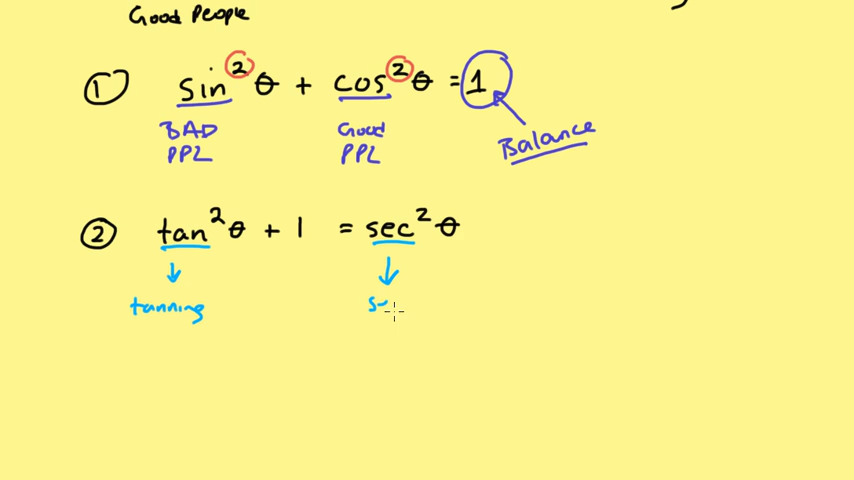 Good People
① sin²θ + cos²θ = 1
BAD PPL
Good PPL
Balance
② tan²θ + 1 = sec²θ
tanning